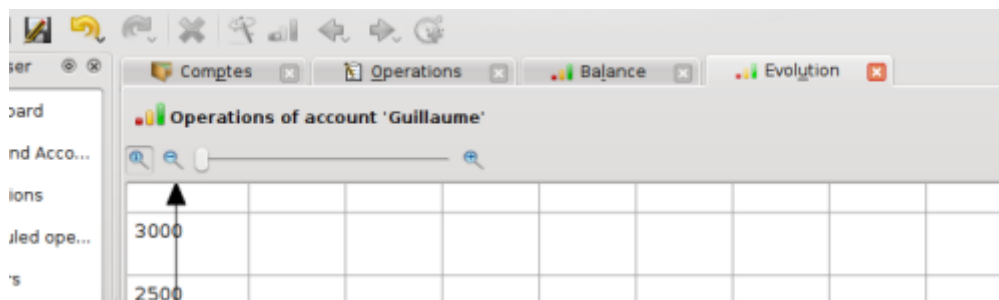 ser
Comptes Operations Balance Evolution
oard
Operations of account 'Guillaume'
nd Acco...
ions
3000
uled ope...
rs
2500